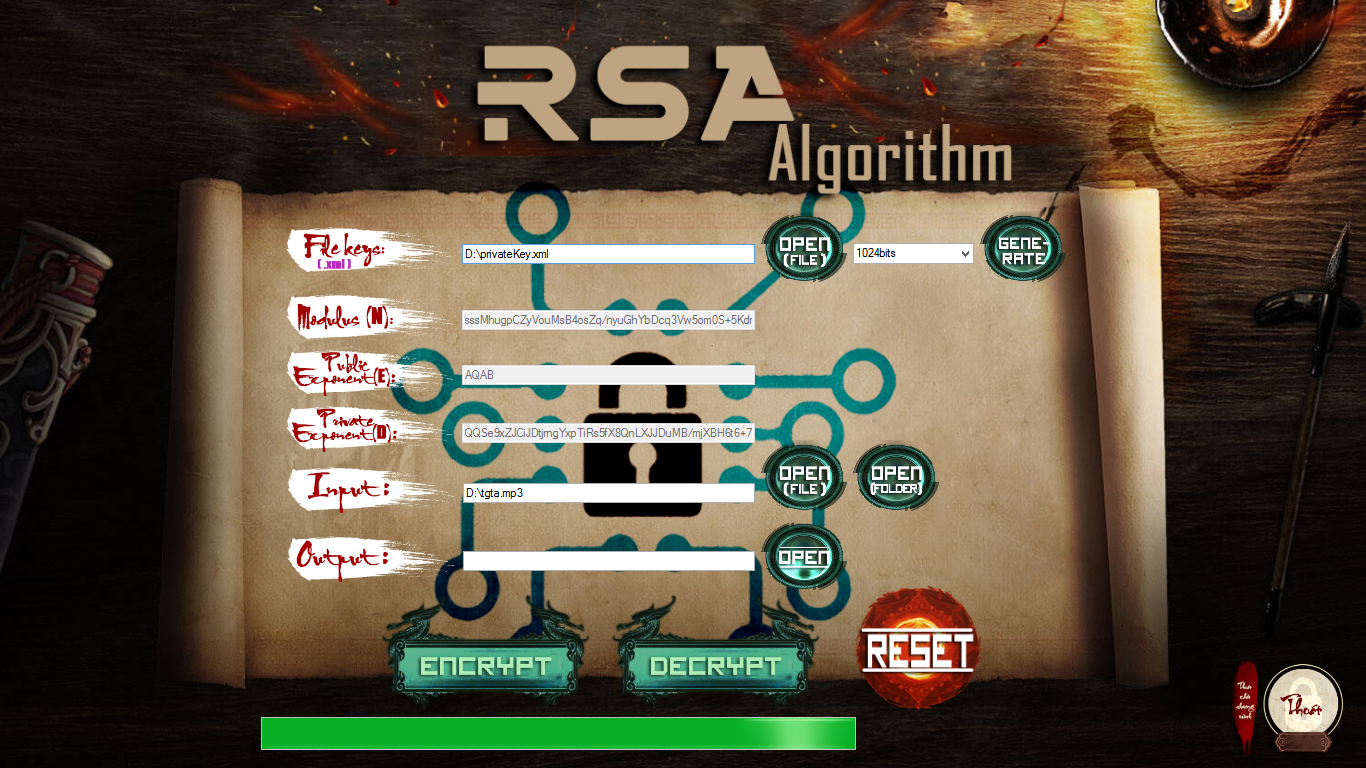 RSA
Algorithm
File keys:
(.xml)
D:\privateKey.xml
OPEN
(FILE)
1024bits
GENE-
RATE
Modulus (N):
sssMhugpCZyVouMsB4osZq/nyuGhYbDcq3Vw5om0S+5Kdr
Public
Exponent(E):
AQAB
Private
Exponent(D):
QQSe9xZJCiJDtjmgYxpTiRs5fX8QnLXJJDuMB/mjXBH6t6+7
Input:
D:\tgta.mp3
OPEN
(FILE)
OPEN
(FOLDER)
Output:
OPEN
ENCRYPT
DECRYPT
RESET
Thoát